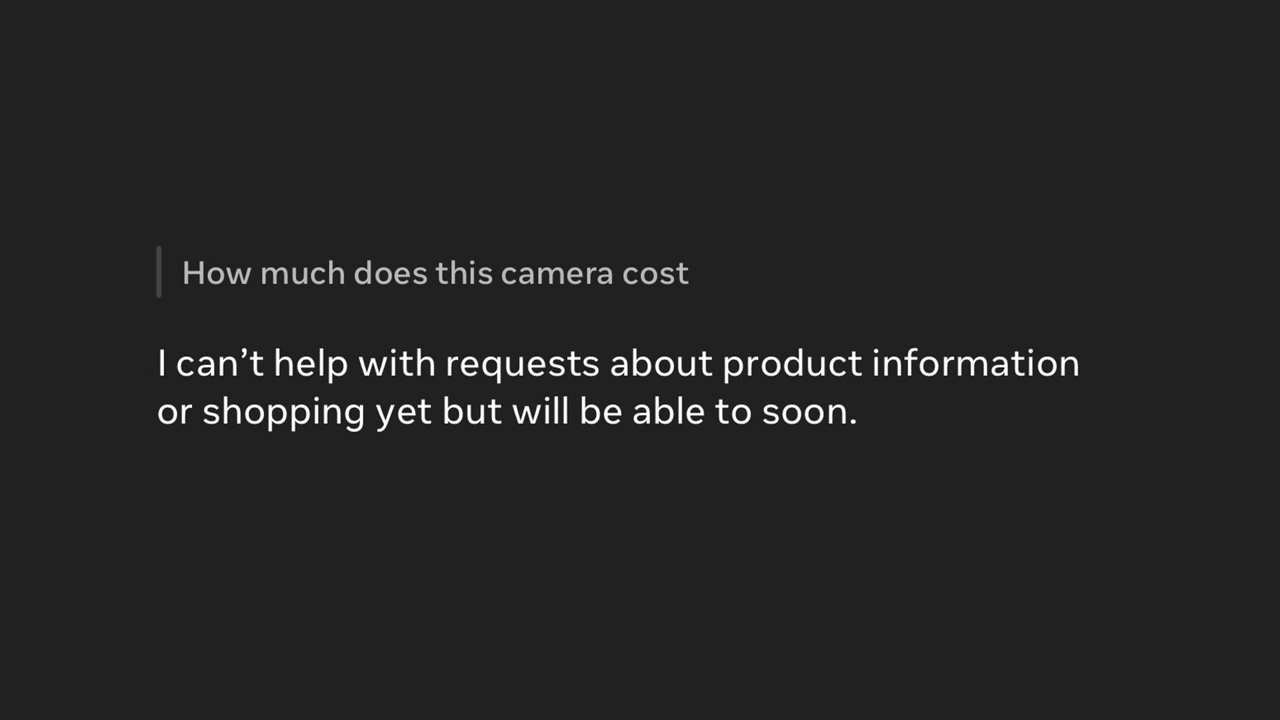 How much does this camera cost
I can’t help with requests about product information
or shopping yet but will be able to soon.